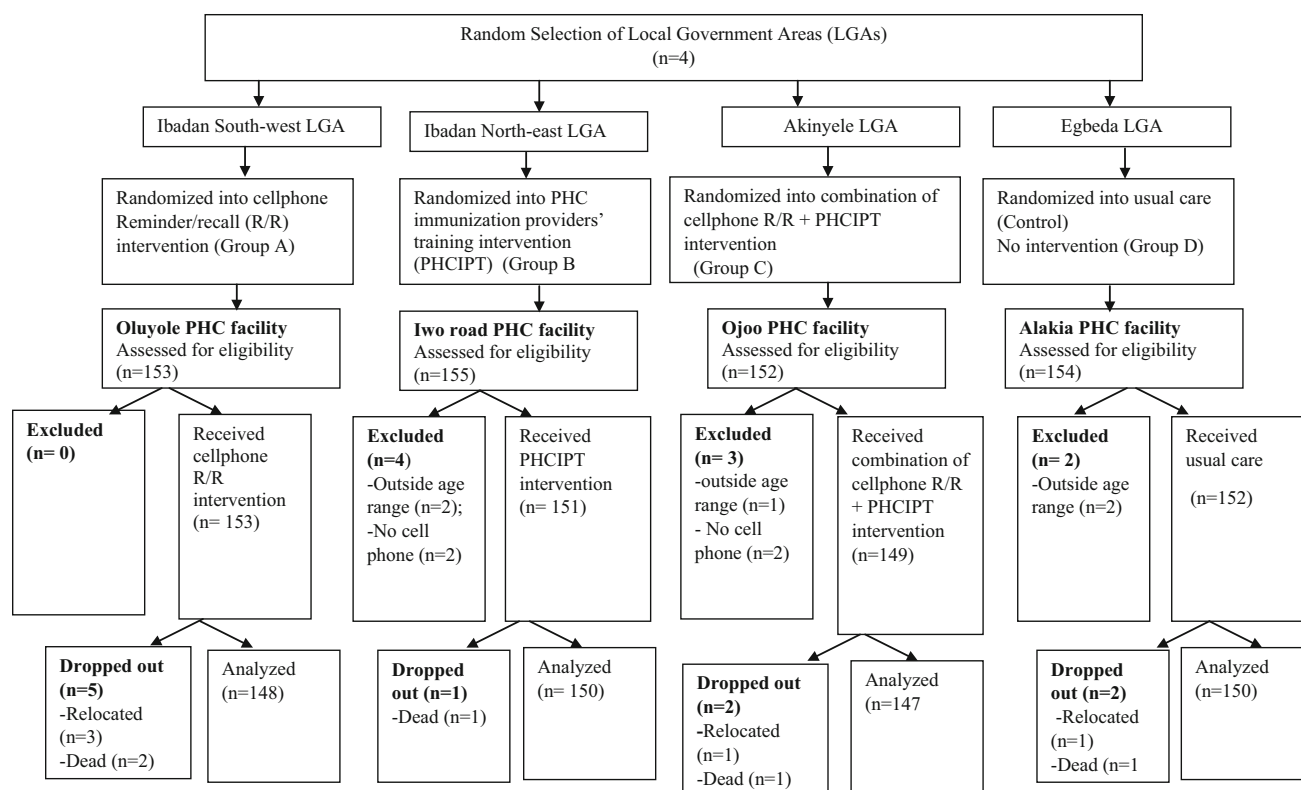 Random Selection of Local Government Areas (LGAs)
(n=4)
Ibadan South-west LGA
Ibadan North-east LGA
Akinyele LGA
Egbeda LGA
Randomized into cellphone
Reminder/recall (R/R)
intervention (Group A)
Randomized into PHC
immunization providers’
training intervention
(PHCIPT)  (Group B
Randomized into combination of
cellphone R/R + PHCIPT
intervention
(Group C)
Randomized into usual care
(Control)
No intervention (Group D)
Oluyole PHC facility
Assessed for eligibility
(n=153)
Iwo road PHC facility
Assessed for eligibility
(n=155)
Ojoo PHC facility
Assessed for eligibility
(n=152)
Alakia PHC facility
Assessed for eligibility
(n=154)
Excluded
(n= 0)
Received
cellphone
R/R
intervention
(n= 153)
Excluded
(n=4)
-Outside age
range (n=2);
-No cell
phone (n=2)
Received
PHCIPT
intervention
(n= 151)
Excluded
(n= 3)
-outside age
range (n=1)
- No cell
phone (n=2)
Received
combination of
cellphone R/R
+ PHCIPT
intervention
(n=149)
Excluded
(n= 2)
-Outside age
range (n=2)
Received
usual care
(n=152)
Dropped out
(n=5)
-Relocated
(n=3)
-Dead (n=2)
Analyzed
(n=148)
Dropped
out (n=1)
-Dead (n=1)
Analyzed
(n= 150)
Dropped out
(n=2)
-Relocated
(n=1)
-Dead (n=1)
Analyzed
(n=147
Dropped
out (n=2)
-Relocated
(n=1)
-Dead (n=1
Analyzed
(n=150)